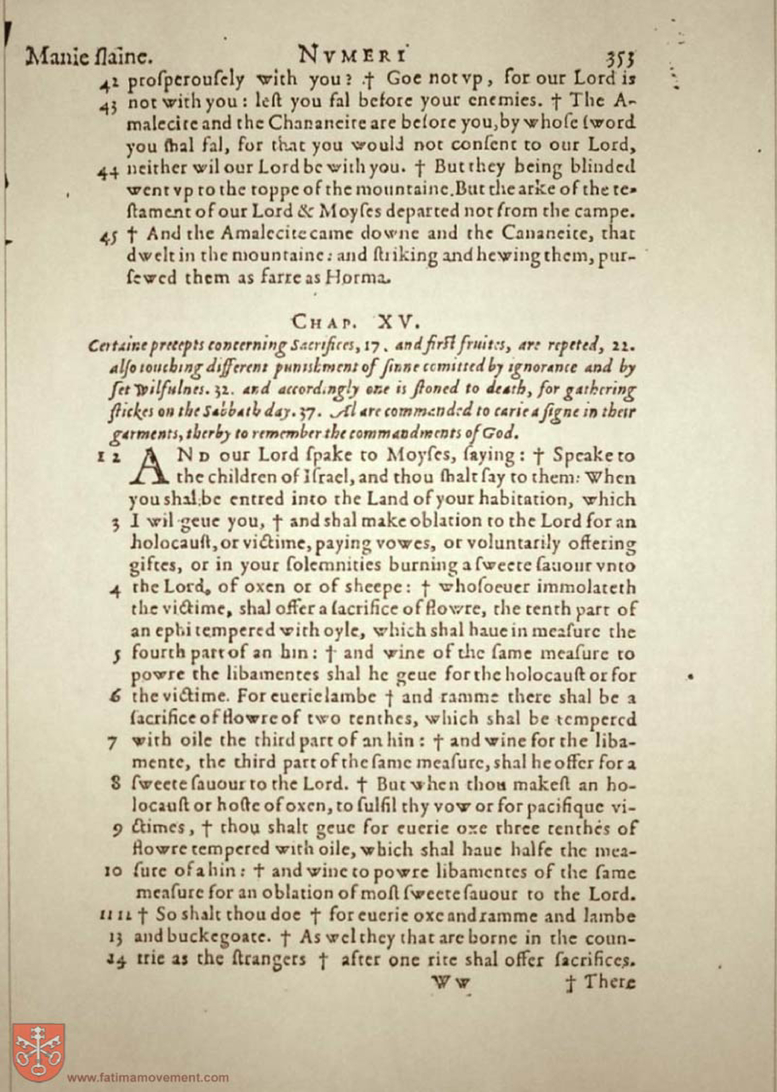 Manie ſlaine. NVMERI 353
42 proſperouſely with you? † Goe not vp, for our Lord is
43 not with you: leſt you fal before your enemies. † The A-
malecite and the Chananeite are before you, by whoſe ſword
you ſhal fal, for that you would not conſent to our Lord,
44 neither wil our Lord be with you. † But they being blinded
went vp to the toppe of the mountaine. But the arke of the te-
ſtament of our Lord & Moyſes departed not from the campe.
45 † And the Amalecite came downe and the Cananeite, that
dwelt in the mountaine: and ſtriking and hewing them, pur-
ſewed them as farre as Horma.
CHAP. XV.
Certaine precepts concerning Sacrifices, 17. and firſt fruites, are repeted, 22.
alſo touching different punishment of ſinne comitted by ignorance and by
ſet wilfulnes. 32. and accordingly one is ſtoned to death, for gathering
ſtickes on the Sabbath day. 37. Al are commanded to carie a ſigne in their
garments, therby to remember the commandments of God.
1 2 AND our Lord ſpake to Moyſes, ſaying: † Speake to
the children of Iſrael, and thou ſhalt ſay to them: When
you shal be entred into the Land of your habitation, which
3 I wil geue you, † and shal make oblation to the Lord for an
holocauſt, or victime, paying vowes, or voluntarily offering
giftes, or in your ſolemnities burning a ſweete ſauour vnto
4 the Lord, of oxen or of sheepe: † whoſoeuer immolateth
the victime, shal offer a ſacrifice of flowre, the tenth part of
an ephi tempered with oyle, which shal haue in meaſure the
5 fourth part of an hin: † and wine of the ſame meaſure to
powre the libamentes shal he geue for the holocauſt or for
6 the victime. For euerie lambe † and ramme there shal be a
ſacrifice of flowre of two tenthes, which shal be tempered
7 with oile the third part of an hin: † and wine for the liba-
mente, the third part of the ſame meaſure, shal he offer for a
8 ſweete ſauour to the Lord. † But when thou makeſt an ho-
locauſt or hoſte of oxen, to fulfil thy vow or for pacifique vi-
9 ctimes, † thou shalt geue for euerie oxe three tenthes of
flowre tempered with oile, which shal haue halfe the mea-
10 ſure of a hin: † and wine to powre libamentes of the ſame
meaſure for an oblation of moſt ſweete ſauour to the Lord.
11 12 † So shalt thou doe † for euerie oxe and ramme and lambe
13 and buckegoate. † As wel they that are borne in the coun-
14 trie as the ſtrangers † after one rite shal offer ſacrifices.
Ww † There
www.fatimamovement.com